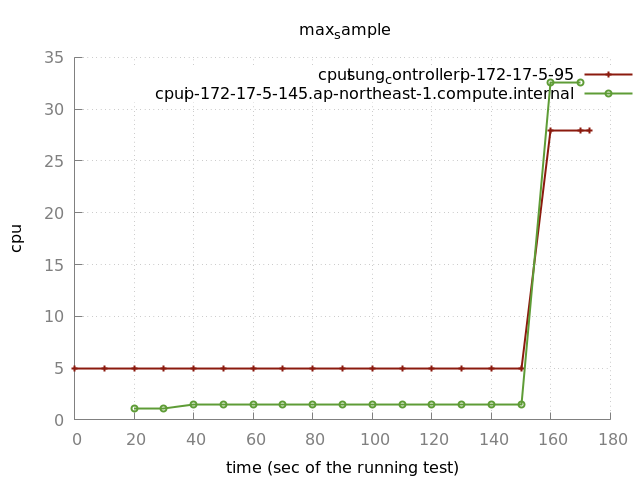 max_sample
35
cpu tsung_controller ip-172-17-5-95
cpu ip-172-17-5-145.ap-northeast-1.compute.internal
30
25
20
15
10
5
0
cpu
0 20 40 60 80 100 120 140 160 180
time (sec of the running test)